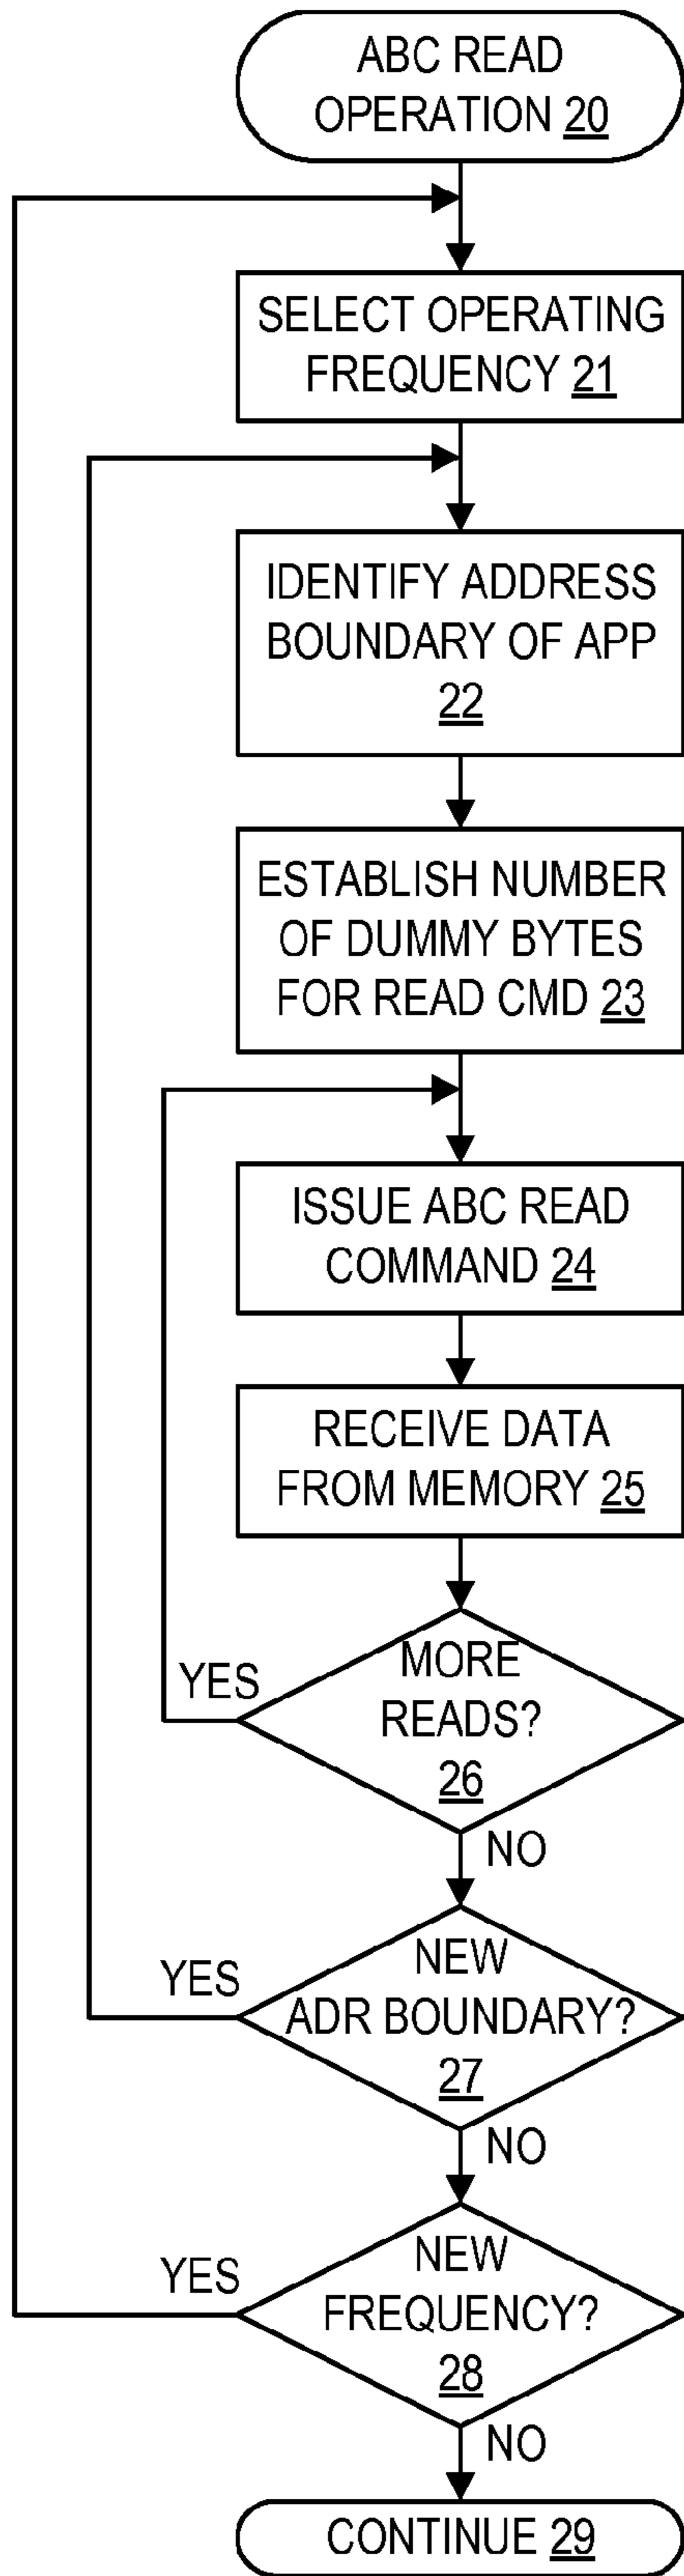 ABC READ
OPERATION 20
SELECT OPERATING
FREQUENCY 21
IDENTIFY ADDRESS
BOUNDARY OF APP
22
ESTABLISH NUMBER
OF DUMMY BYTES
FOR READ CMD 23
ISSUE ABC READ
COMMAND 24
RECEIVE DATA
FROM MEMORY 25
YES
MORE
READS?
26
NO
YES
NEW
ADR BOUNDARY?
27
NO
YES
NEW
FREQUENCY?
28
NO
CONTINUE 29